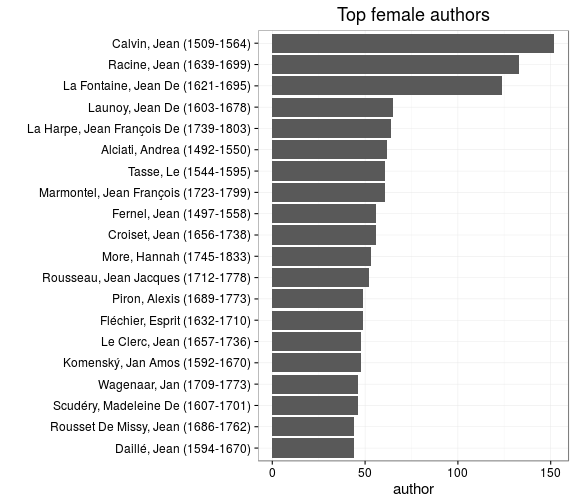 Top female authors
Calvin, Jean (1509-1564)
Racine, Jean (1639-1699)
La Fontaine, Jean De (1621-1695)
Launoy, Jean De (1603-1678)
La Harpe, Jean François De (1739-1803)
Alciati, Andrea (1492-1550)
Tasse, Le (1544-1595)
Marmontel, Jean François (1723-1799)
Fernel, Jean (1497-1558)
Croiset, Jean (1656-1738)
More, Hannah (1745-1833)
Rousseau, Jean Jacques (1712-1778)
Piron, Alexis (1689-1773)
Fléchier, Esprit (1632-1710)
Le Clerc, Jean (1657-1736)
Komenský, Jan Amos (1592-1670)
Wagenaar, Jan (1709-1773)
Scudéry, Madeleine De (1607-1701)
Rousset De Missy, Jean (1686-1762)
Daillé, Jean (1594-1670)
0 50 100 150
author